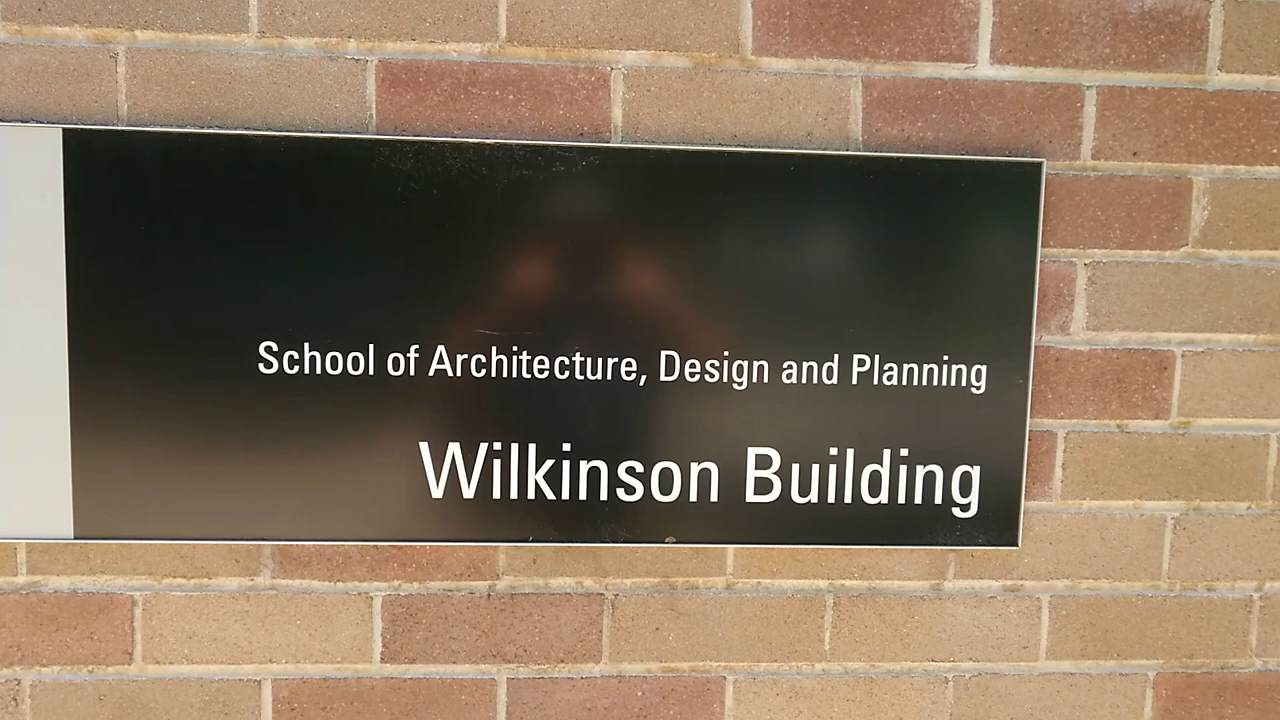 School of Architecture, Design and Planning
Wilkinson Building